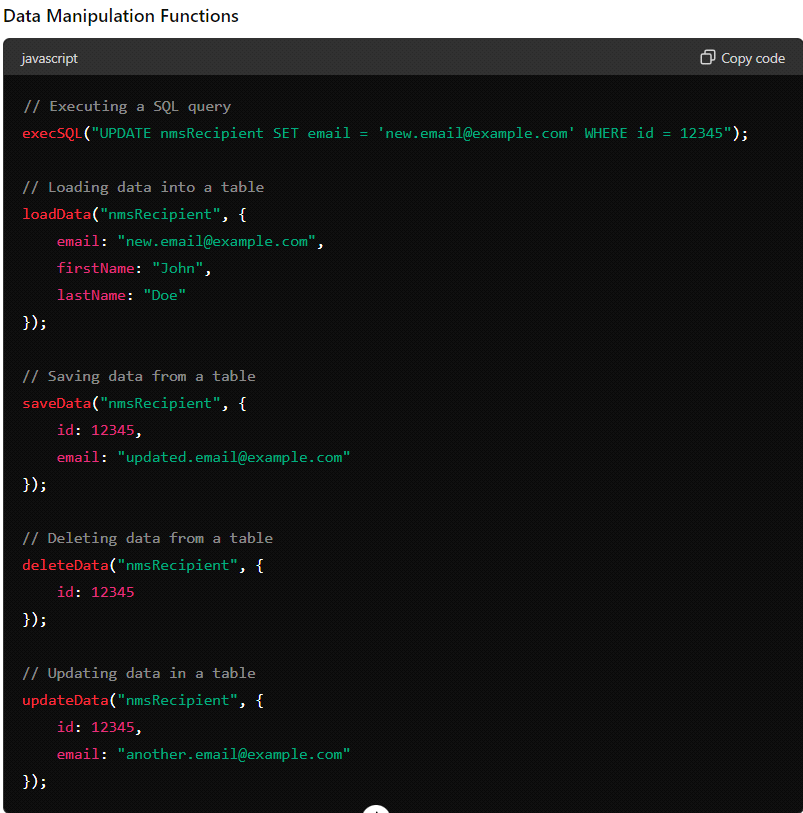 Data Manipulation Functions
javascript
Copy code
// Executing a SQL query
execSQL("UPDATE nmsRecipient SET email = 'new.email@example.com' WHERE id = 12345");
// Loading data into a table
loadData("nmsRecipient", {
    email: "new.email@example.com",
    firstName: "John",
    lastName: "Doe"
});
// Saving data from a table
saveData("nmsRecipient", {
    id: 12345,
    email: "updated.email@example.com"
});
// Deleting data from a table
deleteData("nmsRecipient", {
    id: 12345
});
// Updating data in a table
updateData("nmsRecipient", {
    id: 12345,
    email: "another.email@example.com"
});